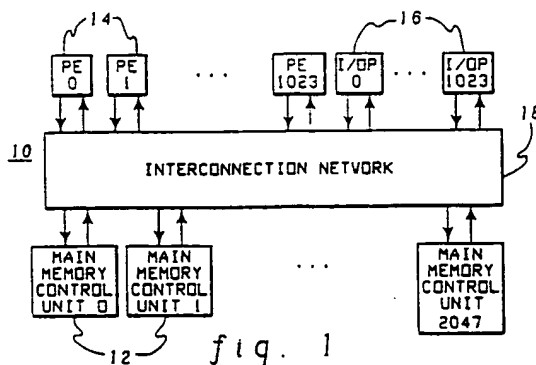 14
16
PE
0
PE
1
...
PE
1023
I/OP
0
...
I/OP
1023
10
INTERCONNECTION NETWORK
18
MAIN
MEMORY
CONTROL
UNIT 0
MAIN
MEMORY
CONTROL
UNIT 1
...
MAIN
MEMORY
CONTROL
UNIT
2047
12
fig. 1